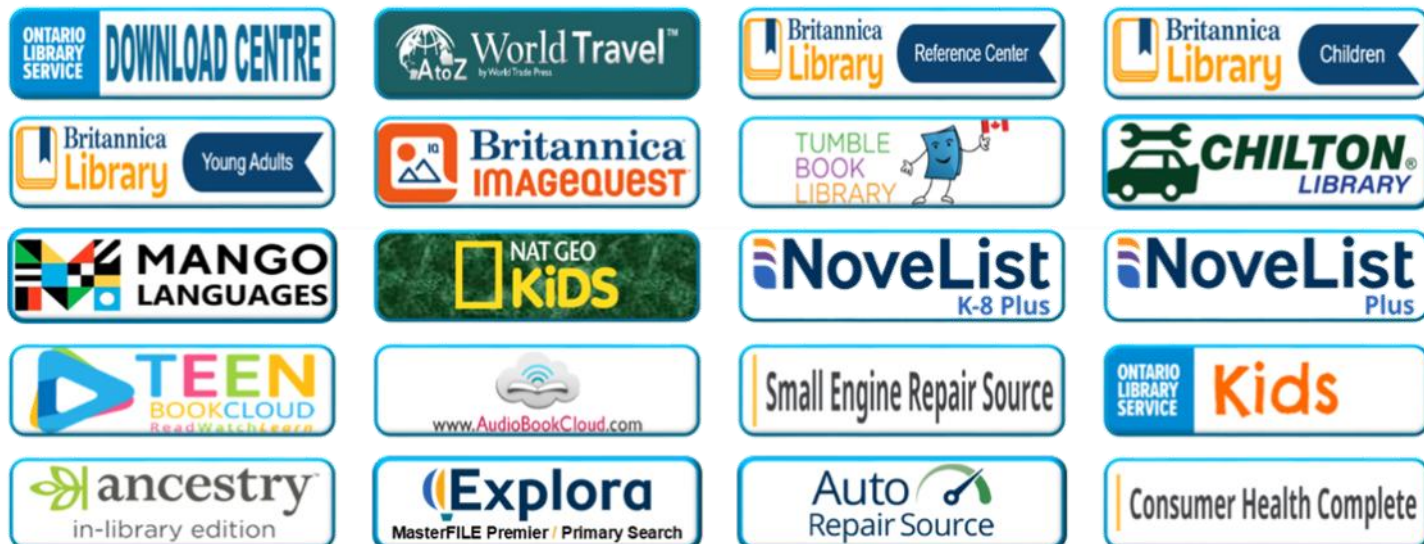 ONTARIO
LIBRARY
SERVICE
DOWNLOAD CENTRE
AtoZ World Travel™
by World Trade Press
Britannica
Library
Reference Center
Britannica
Library
Children
Britannica
Library
Young Adults
IQ
Britannica®
IMAGEQUEST
TUMBLE
BOOK
LIBRARY
CHILTON®
LIBRARY
MANGO
LANGUAGES
NAT GEO
KiDS
NoveList
K-8 Plus
NoveList
Plus
TEEN
BOOKCLOUD
ReadWatchLearn
www.AudioBookCloud.com
Small Engine Repair Source
ONTARIO
LIBRARY
SERVICE
Kids
ancestry™
in-library edition
Explora
MasterFILE Premier / Primary Search
Auto
Repair Source
Consumer Health Complete